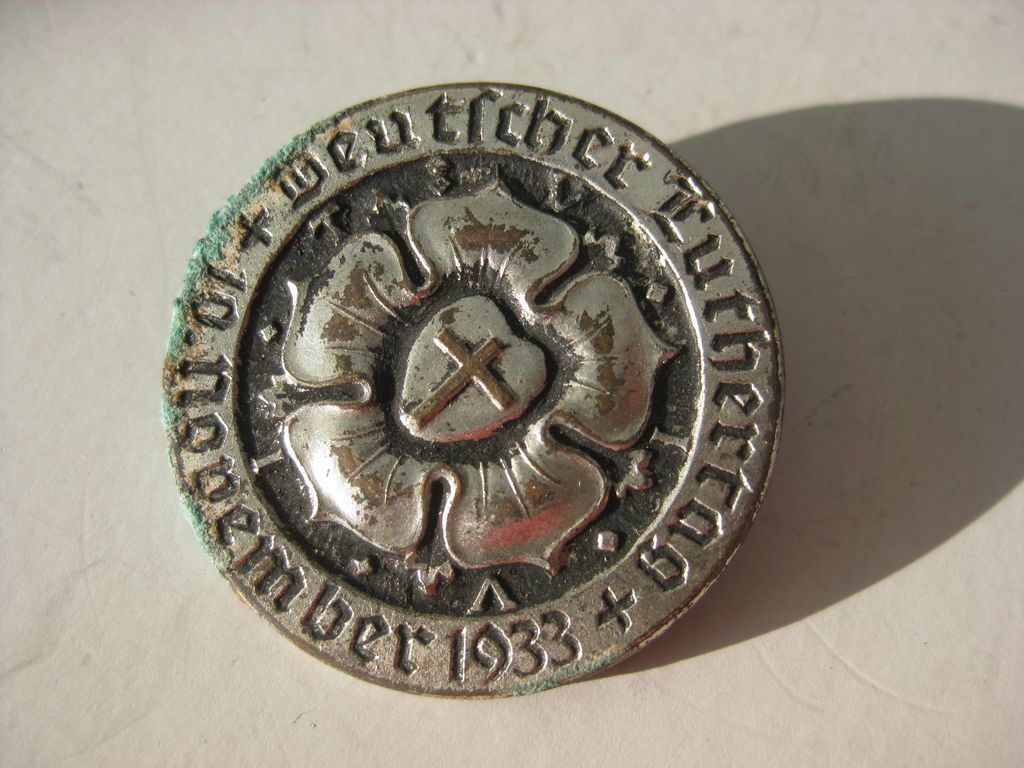 + Deutſcher Luthertag + 10. November 1933
V I V I T